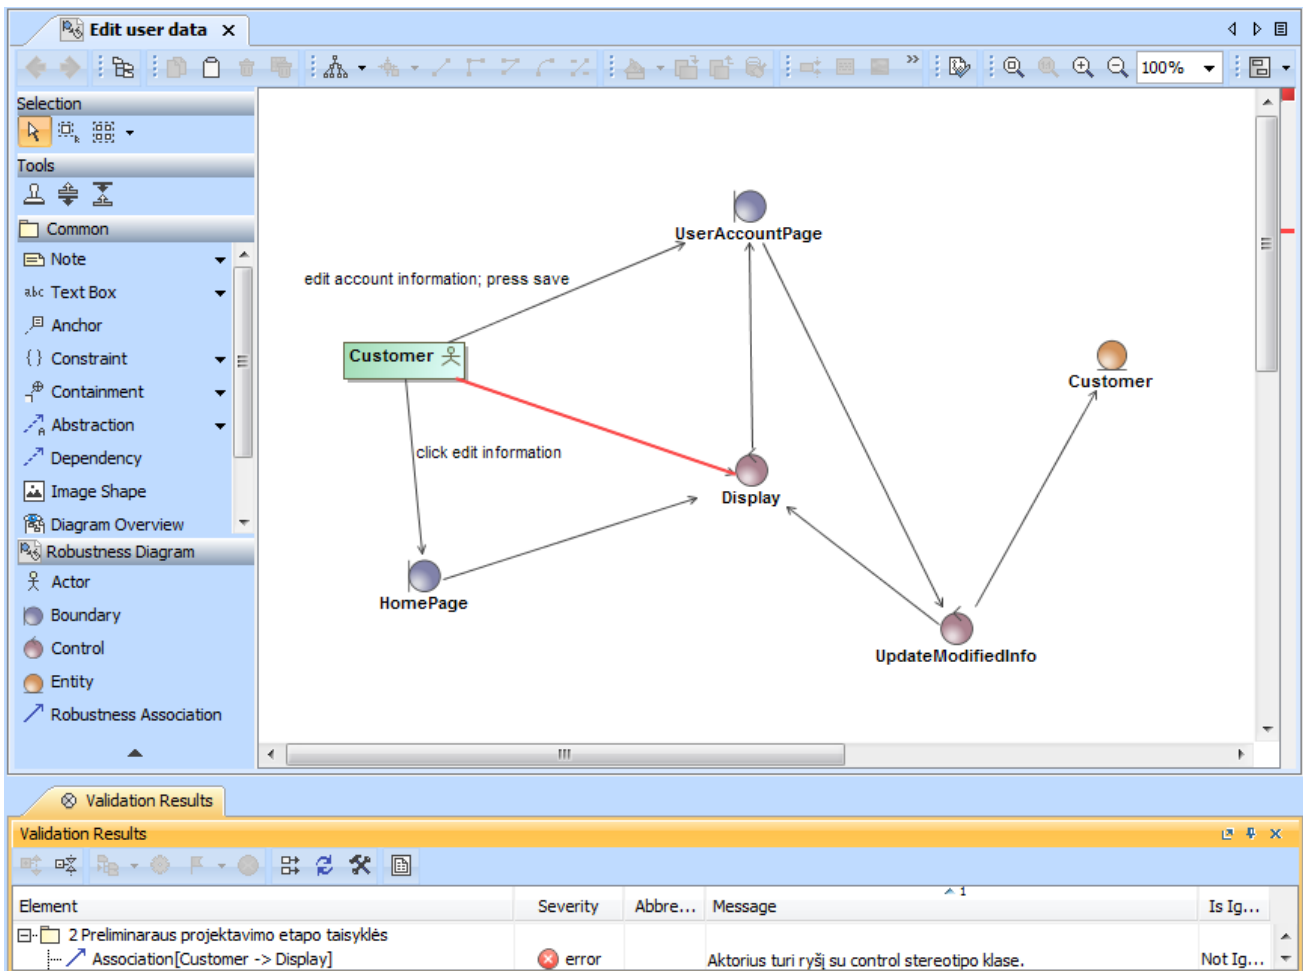 Edit user data
100%
Selection
Tools
Common
Note
abc Text Box
Anchor
{ } Constraint
Containment
Abstraction
Dependency
Image Shape
Diagram Overview
Robustness Diagram
Actor
Boundary
Control
Entity
Robustness Association
UserAccountPage
edit account information; press save
Customer
Customer
click edit information
Display
HomePage
UpdateModifiedInfo
Validation Results
Validation Results
Element Severity Abbre... Message 1 Is Ig...
2 Preliminaraus projektavimo etapo taisyklės
Association[Customer -> Display] error Aktorius turi ryšį su control stereotipo klase. Not Ig...